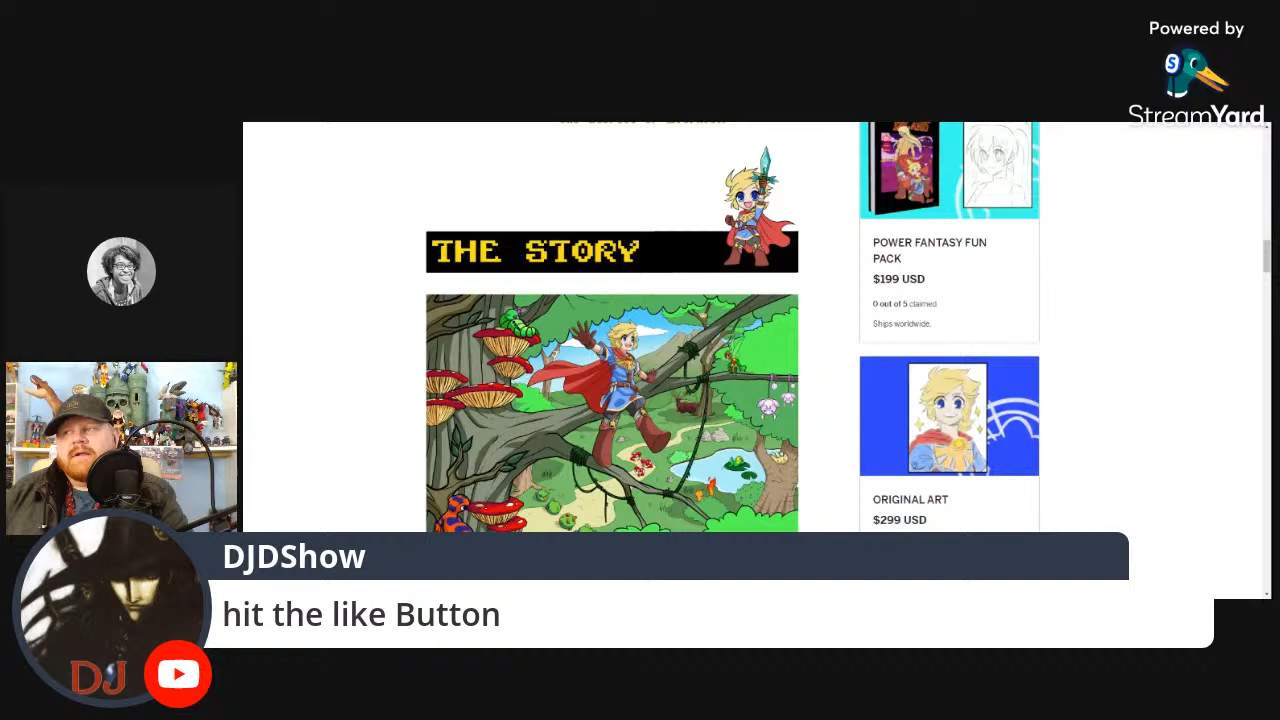 Powered by
StreamYard
THE STORY
POWER FANTASY FUN
PACK
$199 USD
0 out of 5 claimed
Ships worldwide.
ORIGINAL ART
$299 USD
DJDShow
hit the like Button
DJ